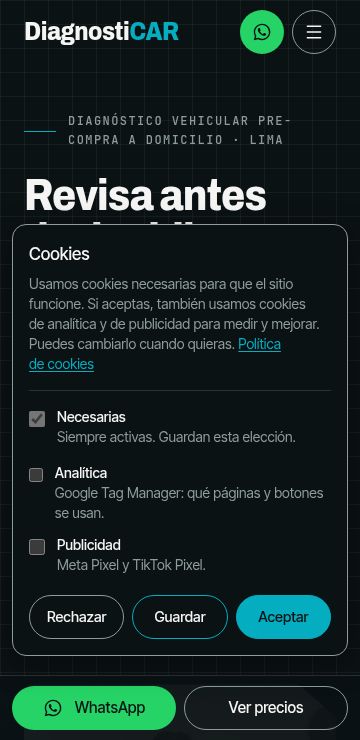 DiagnostiCAR
DIAGNÓSTICO VEHICULAR PRE-
COMPRA A DOMICILIO · LIMA
Revisa antes
Cookies
Usamos cookies necesarias para que el sitio
funcione. Si aceptas, también usamos cookies
de analítica y de publicidad para medir y mejorar.
Puedes cambiarlo cuando quieras. Política
de cookies
Necesarias
Siempre activas. Guardan esta elección.
Analítica
Google Tag Manager: qué páginas y botones
se usan.
Publicidad
Meta Pixel y TikTok Pixel.
Rechazar
Guardar
Aceptar
WhatsApp
Ver precios